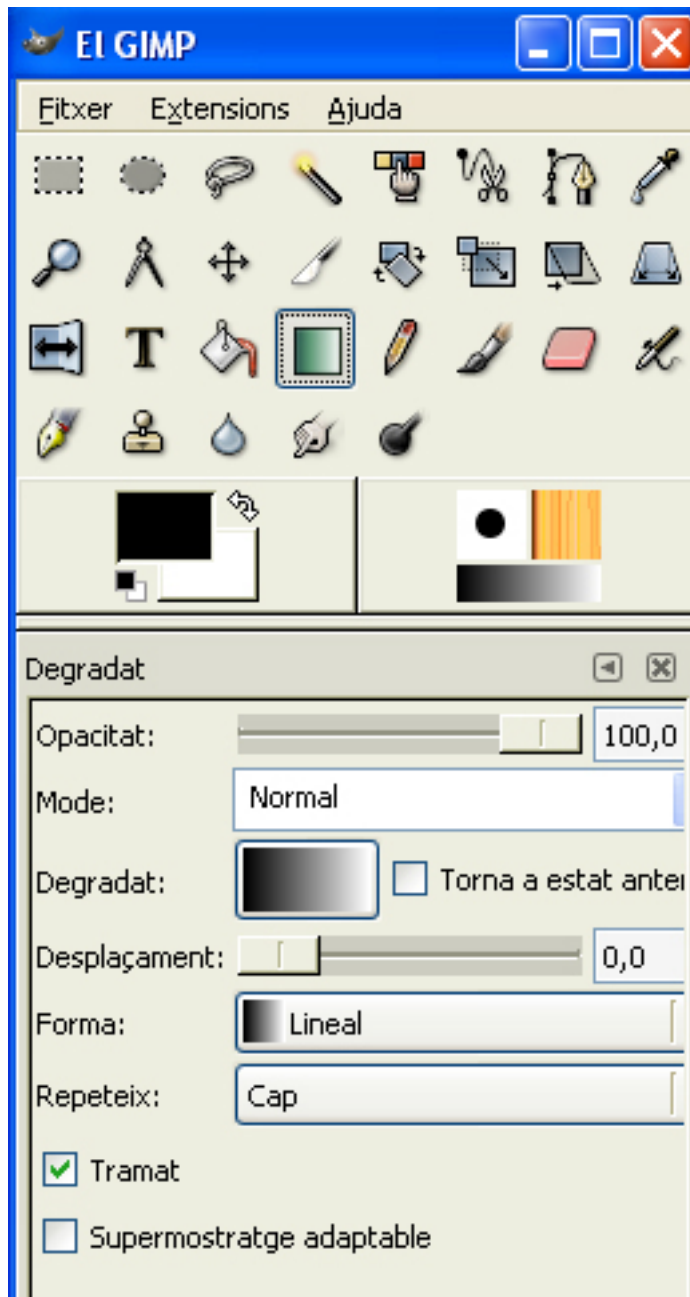 El GIMP
Fitxer Extensions Ajuda
T
Degradat
Opacitat: 100,0
Mode: Normal
Degradat: Torna a estat anter
Desplaçament: 0,0
Forma: Lineal
Repeteix: Cap
Tramat
Supermostratge adaptable